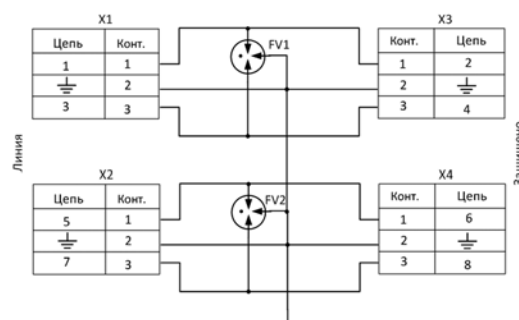 X1
Цепь Конт.
1 1
2
3 3
FV1
X3
Конт. Цепь
1 2
2
3 4
Линия
Защищено
X2
Цепь Конт.
5 1
2
7 3
FV2
X4
Конт. Цепь
1 6
2
3 8